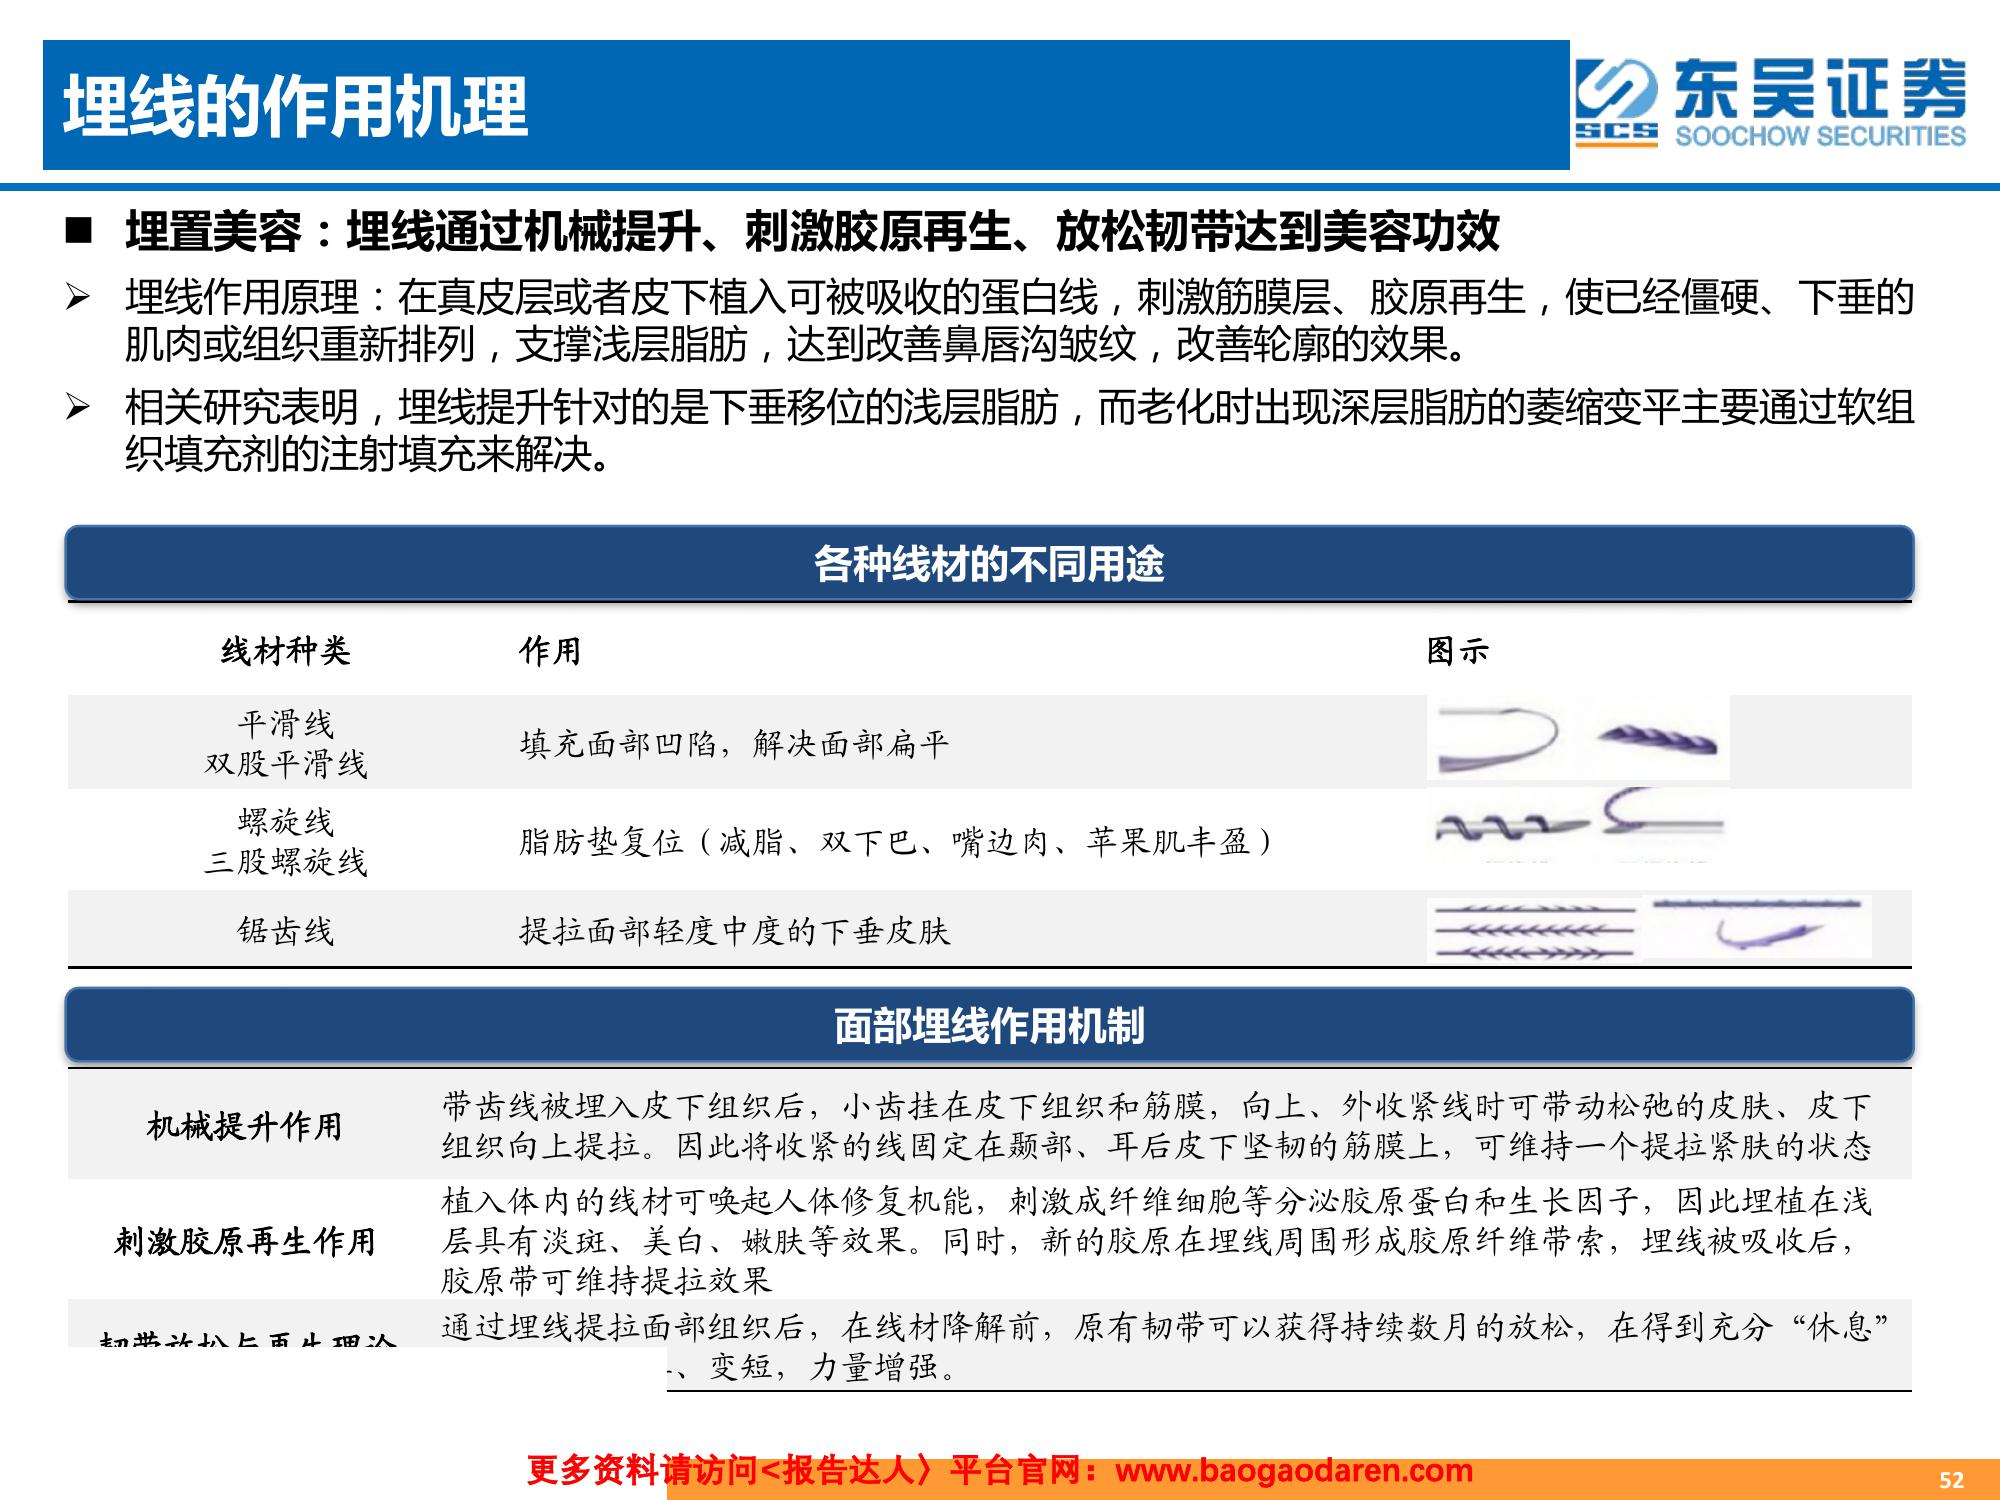 埋线的作用机理
东吴证券
SCS
SOOCHOW SECURITIES
埋置美容：埋线通过机械提升、刺激胶原再生、放松韧带达到美容功效
埋线作用原理：在真皮层或者皮下植入可被吸收的蛋白线，刺激筋膜层、胶原再生，使已经僵硬、下垂的
肌肉或组织重新排列，支撑浅层脂肪，达到改善鼻唇沟皱纹，改善轮廓的效果。
相关研究表明，埋线提升针对的是下垂移位的浅层脂肪，而老化时出现深层脂肪的萎缩变平主要通过软组
织填充剂的注射填充来解决。
各种线材的不同用途
线材种类 作用 图示
平滑线
双股平滑线
填充面部凹陷，解决面部扁平
螺旋线
三股螺旋线
脂肪垫复位（减脂、双下巴、嘴边肉、苹果肌丰盈）
锯齿线 提拉面部轻度中度的下垂皮肤
面部埋线作用机制
机械提升作用
带齿线被埋入皮下组织后，小齿挂在皮下组织和筋膜，向上、外收紧线时可带动松弛的皮肤、皮下
组织向上提拉。因此将收紧的线固定在颞部、耳后皮下坚韧的筋膜上，可维持一个提拉紧肤的状态
刺激胶原再生作用
植入体内的线材可唤起人体修复机能，刺激成纤维细胞等分泌胶原蛋白和生长因子，因此埋植在浅
层具有淡斑、美白、嫩肤等效果。同时，新的胶原在埋线周围形成胶原纤维带索，埋线被吸收后，
胶原带可维持提拉效果
韧带放松与再生理论
通过埋线提拉面部组织后，在线材降解前，原有韧带可以获得持续数月的放松，在得到充分“休息”
、变短，力量增强。
更多资料请访问<报告达人〉平台官网：www.baogaodaren.com
52